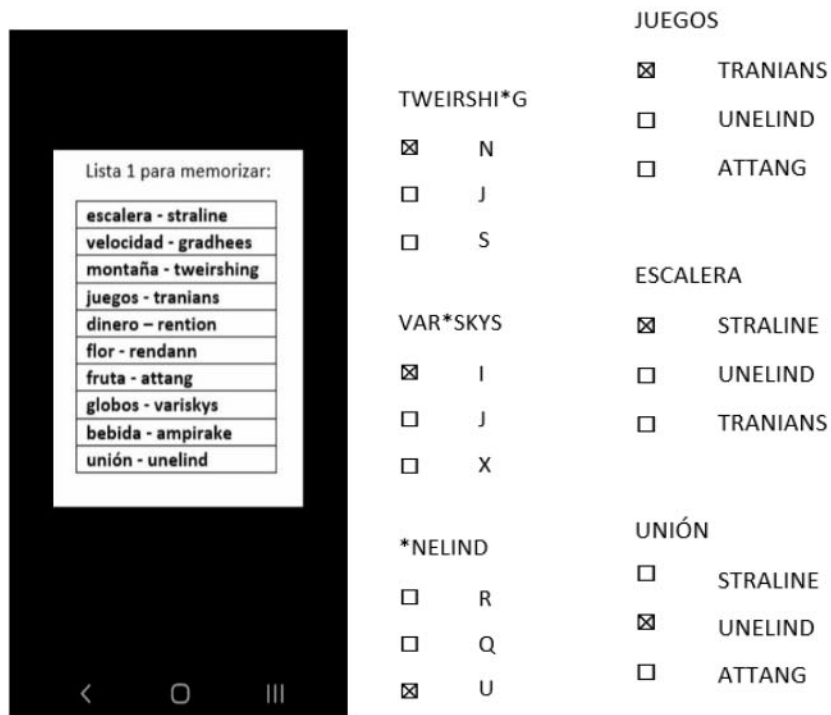 Lista 1 para memorizar:
escalera - straline
velocidad - gradhees
montaña - tweirshing
juegos - tranians
dinero – rention
flor - rendann
fruta - attang
globos - variskys
bebida - ampirake
unión - unelind
TWEIRSHI*G
☒ N
☐ J
☐ S
VAR*SKYS
☒ I
☐ J
☐ X
*NELIND
☐ R
☐ Q
☒ U
JUEGOS
☒ TRANIANS
☐ UNELIND
☐ ATTANG
ESCALERA
☒ STRALINE
☐ UNELIND
☐ TRANIANS
UNIÓN
☐ STRALINE
☒ UNELIND
☐ ATTANG